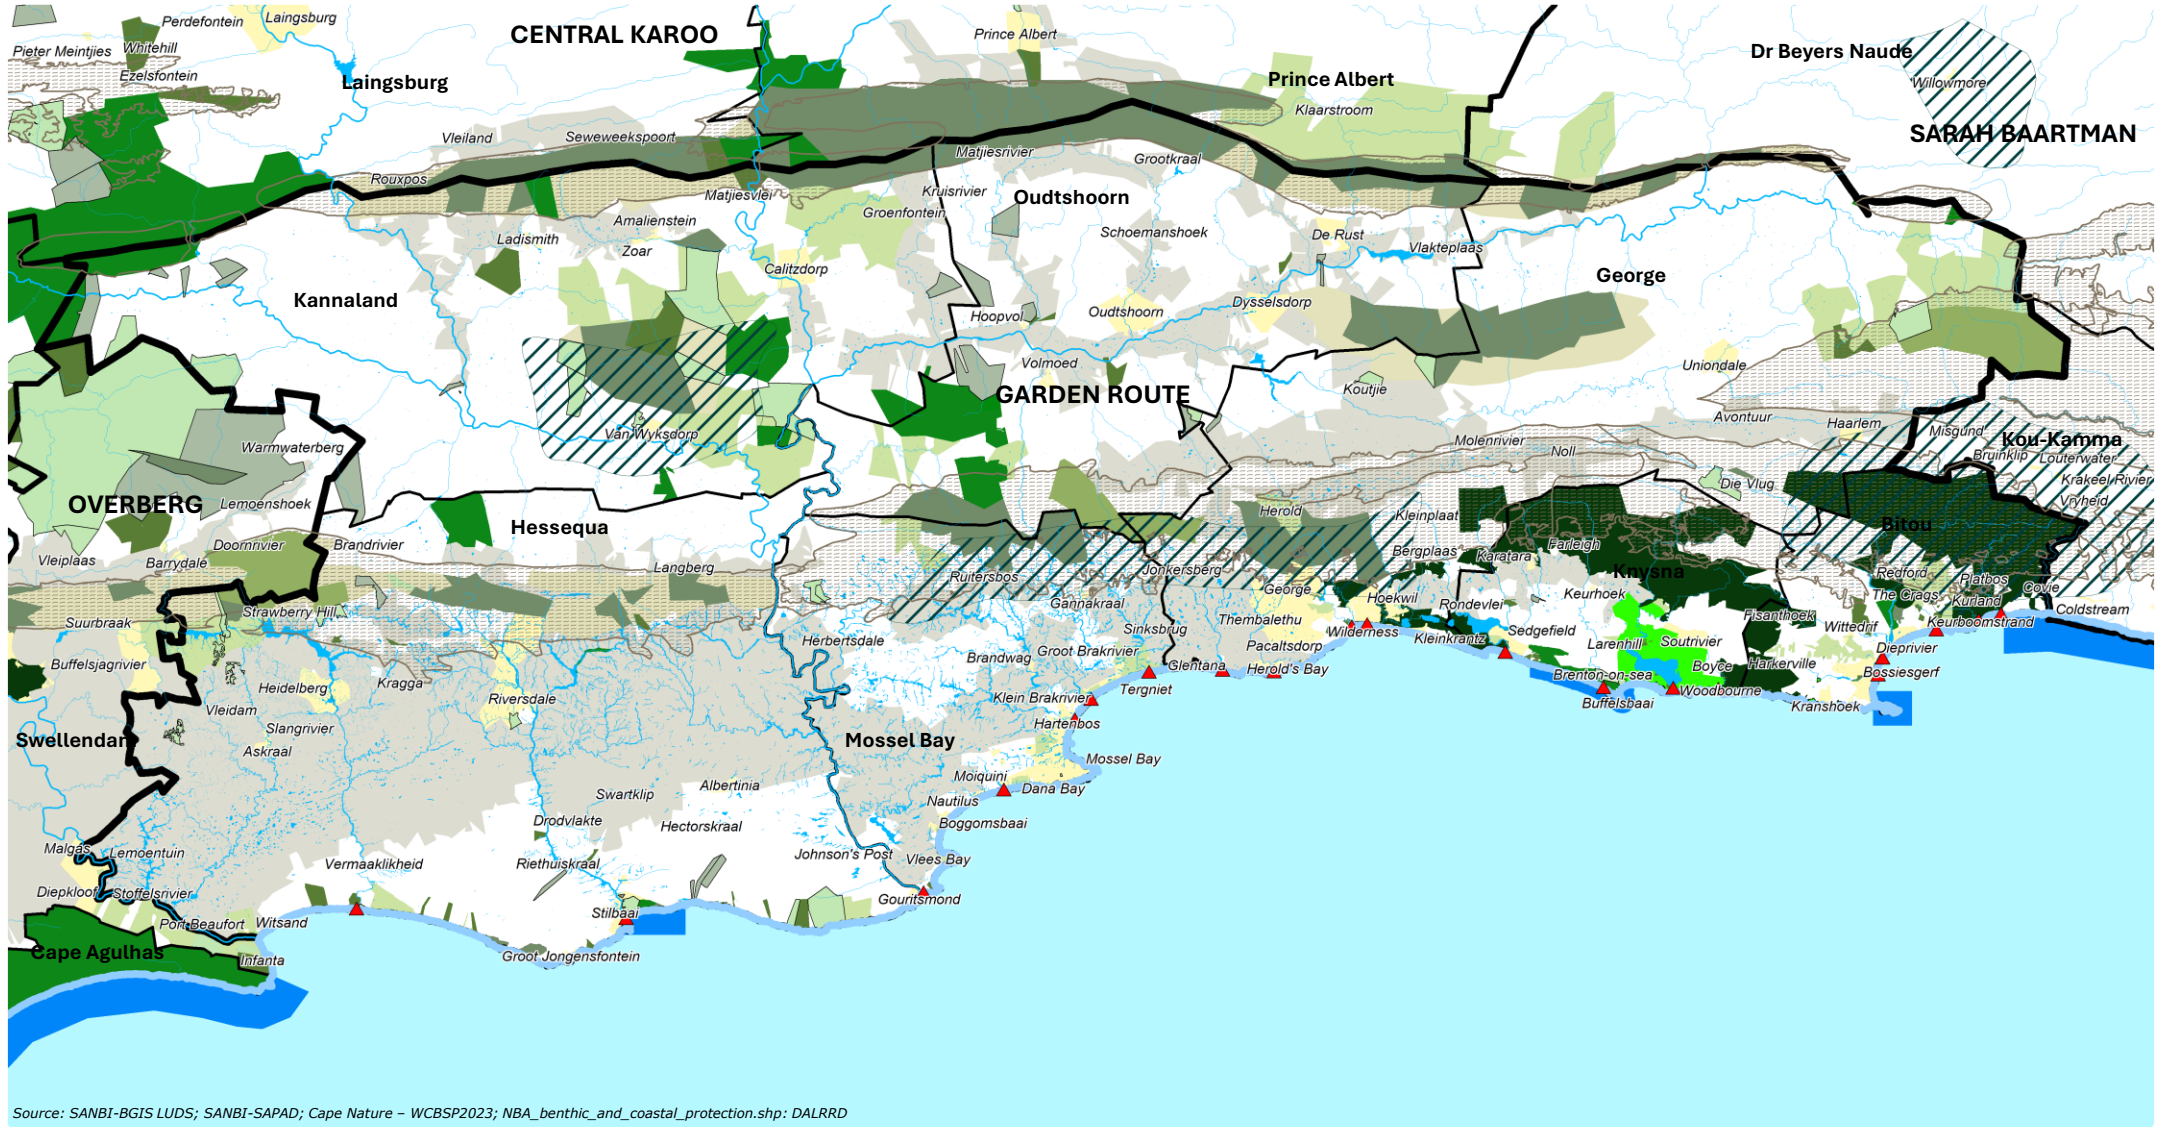 Perdefontein
Laingsburg
CENTRAL KAROO
Prince Albert
Pieter Meintjies
Whitehill
Dr Beyers Naude
Ezelsfontein
Laingsburg
Prince Albert
Willowmore
Klaarstroom
Vleiland
Seweweekspoort
SARAH BAARTMAN
Matjiesrivier
Grootkraal
Rouxpos
Matjiesvlei
Kruisrivier
Oudtshoorn
Groenfontein
Amalienstein
Ladismith
Zoar
Schoemanshoek
De Rust
Vlakteplaas
Calitzdorp
George
Kannaland
Dysselsdorp
Hoopvol
Oudtshoorn
Volmoed
Uniondale
GARDEN ROUTE
Koutjie
Avontuur
Haarlem
Van Wyksdorp
Misgund
Kou-Kamma
Warmwaterberg
Molenrivier
Noll
Bruinklip
Louterwater
Krakeel Rivier
Die Vlug
Vryheid
OVERBERG
Lemoenshoek
Herold
Kleinplaat
Hessequa
Bitou
Doornrivier
Brandrivier
Farleigh
Bergplaas
Karatara
Vleiplaas
Barrydale
Langberg
Jonkersberg
Knysna
Ruitersbos
Redford
Platbos
George
Hoekwil
Keurhoek
The Crags
Covie
Gannakraal
Rondevlei
Kurland
Strawberry Hill
Coldstream
Suurbraak
Thembalethu
Fisanthoek
Wittedrif
Keurboomstrand
Sinksbrug
Wilderness
Kleinkrantz
Sedgefield
Herbertsdale
Pacaltsdorp
Larenhill
Soutrivier
Dieprivier
Groot Brakrivier
Brandwag
Buffelsjagrivier
Glentana
Herold's Bay
Boyce
Harkerville
Bossiesgerf
Brenton-on-sea
Heidelberg
Kragga
Tergniet
Woodbourne
Riversdale
Klein Brakrivier
Buffelsbaai
Kranshoek
Vleidam
Slangrivier
Hartenbos
Swellendam
Askraal
Mossel Bay
Mossel Bay
Moiquini
Albertinia
Dana Bay
Swartklip
Nautilus
Drodvlakte
Hectorskraal
Boggomsbaai
Malgas
Lemoentuin
Johnson's Post
Vlees Bay
Vermaaklikheid
Riethuiskraal
Diepkloof
Stoffelsrivier
Gouritsmond
Stilbaai
Port Beaufort
Witsand
Cape Agulhas
Infanta
Groot Jongensfontein
Source: SANBI-BGIS LUDS; SANBI-SAPAD; Cape Nature – WCBSP2023; NBA_benthic_and_coastal_protection.shp: DALRRD